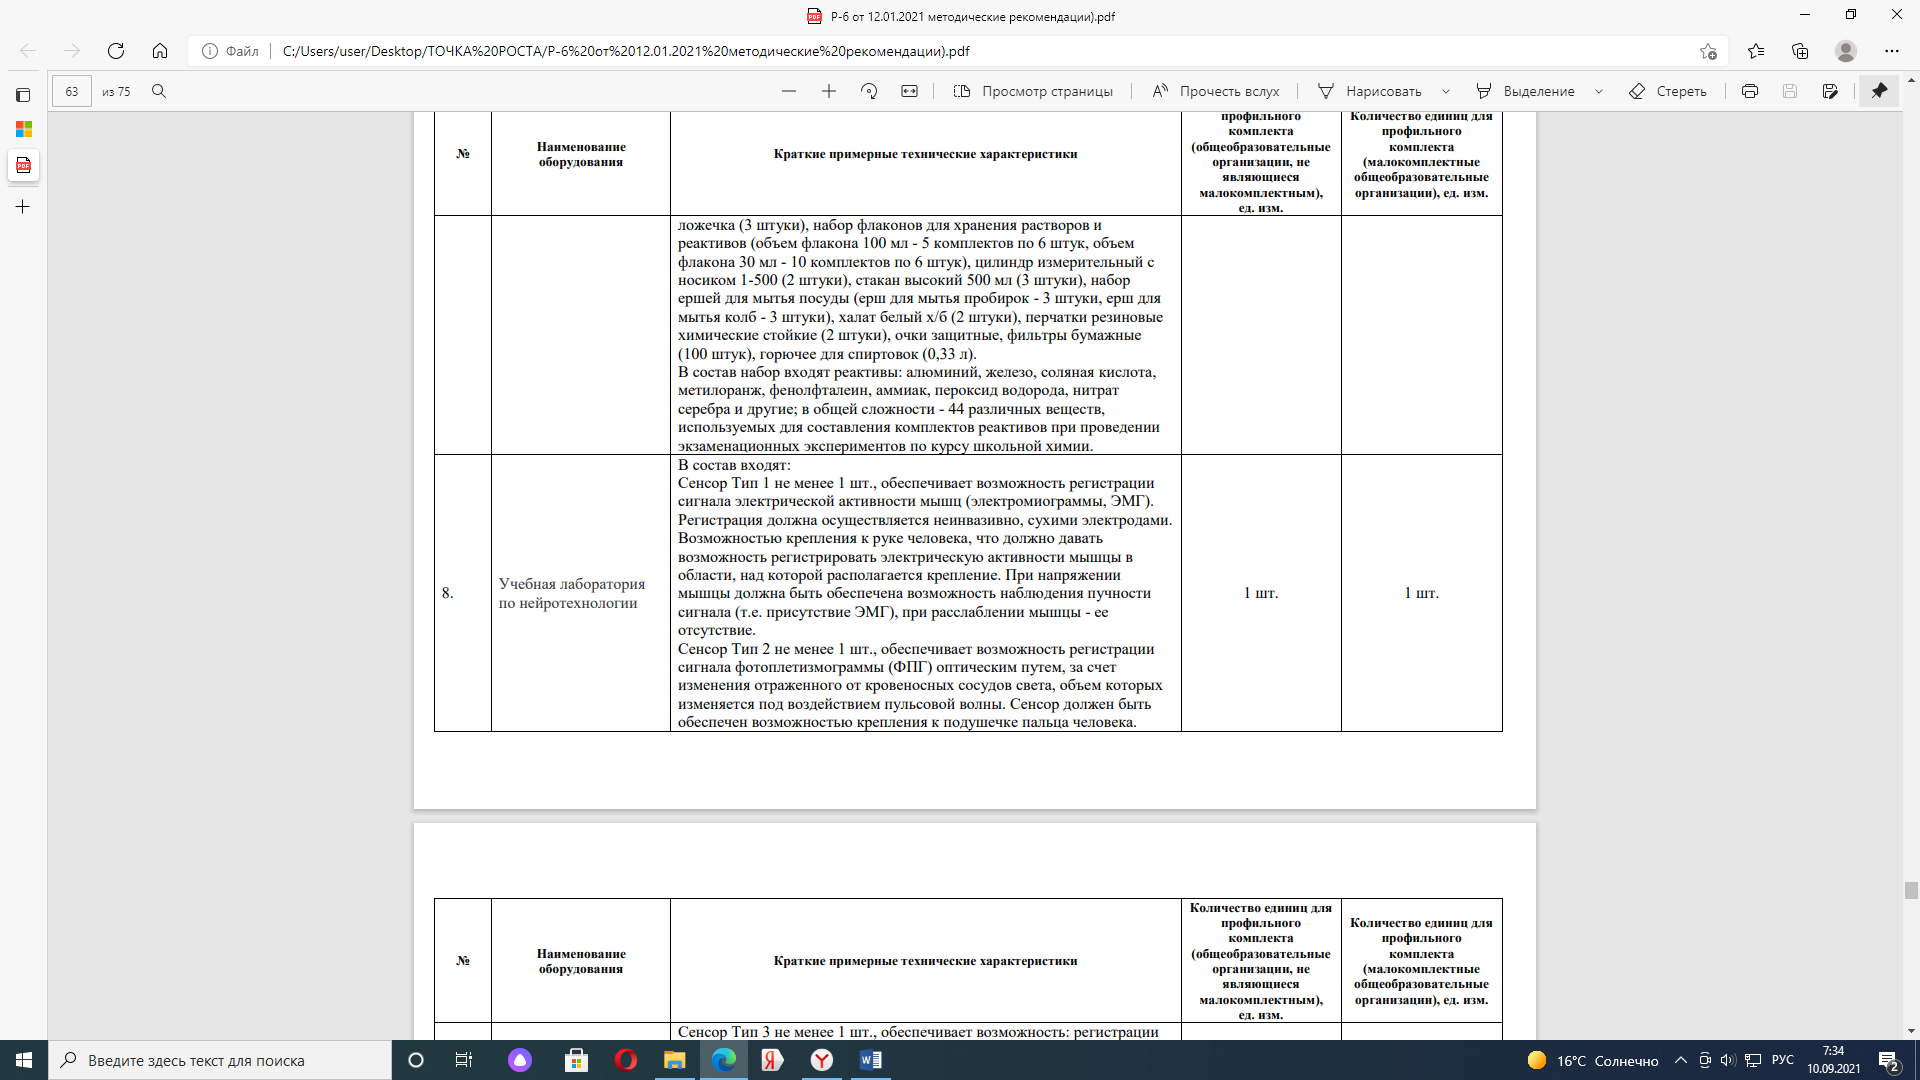 Р-6 от 12.01.2021 методические рекомендации).pdf
Файл
C:/Users/user/Desktop/ТОЧКА%20РОСТА/Р-6%20от%2012.01.2021%20методические%20рекомендации).pdf
63 из 75
Просмотр страницы
Прочесть вслух
Нарисовать
Выделение
Стереть
№
Наименование
оборудования
Краткие примерные технические характеристики
профильного
комплекта
(общеобразовательные
организации, не
являющиеся
малокомплектным),
ед. изм.
Количество единиц для
профильного
комплекта
(малокомплектные
общеобразовательные
организации), ед. изм.
ложечка (3 штуки), набор флаконов для хранения растворов и
реактивов (объем флакона 100 мл - 5 комплектов по 6 штук, объем
флакона 30 мл - 10 комплектов по 6 штук), цилиндр измерительный с
носиком 1-500 (2 штуки), стакан высокий 500 мл (3 штуки), набор
ершей для мытья посуды (ерш для мытья пробирок - 3 штуки, ерш для
мытья колб - 3 штуки), халат белый х/б (2 штуки), перчатки резиновые
химические стойкие (2 штуки), очки защитные, фильтры бумажные
(100 штук), горючее для спиртовок (0,33 л).
В состав набор входят реактивы: алюминий, железо, соляная кислота,
метилоранж, фенолфталеин, аммиак, пероксид водорода, нитрат
серебра и другие; в общей сложности - 44 различных веществ,
используемых для составления комплектов реактивов при проведении
экзаменационных экспериментов по курсу школьной химии.
8.
Учебная лаборатория
по нейротехнологии
В состав входят:
Сенсор Тип 1 не менее 1 шт., обеспечивает возможность регистрации
сигнала электрической активности мышц (электромиограммы, ЭМГ).
Регистрация должна осуществляется неинвазивно, сухими электродами.
Возможностью крепления к руке человека, что должно давать
возможность регистрировать электрическую активности мышцы в
области, над которой располагается крепление. При напряжении
мышцы должна быть обеспечена возможность наблюдения пучности
сигнала (т.е. присутствие ЭМГ), при расслаблении мышцы - ее
отсутствие.
Сенсор Тип 2 не менее 1 шт., обеспечивает возможность регистрации
сигнала фотоплетизмограммы (ФПГ) оптическим путем, за счет
изменения отраженного от кровеносных сосудов света, объем которых
изменяется под воздействием пульсовой волны. Сенсор должен быть
обеспечен возможностью крепления к подушечке пальца человека.
1 шт.
1 шт.
№
Наименование
оборудования
Краткие примерные технические характеристики
Количество единиц для
профильного
комплекта
(общеобразовательные
организации, не
являющиеся
малокомплектным),
ед. изм.
Количество единиц для
профильного
комплекта
(малокомплектные
общеобразовательные
организации), ед. изм.
Сенсор Тип 3 не менее 1 шт., обеспечивает возможность: регистрации
Введите здесь текст для поиска
16°C Солнечно
РУС
7:34
10.09.2021
2